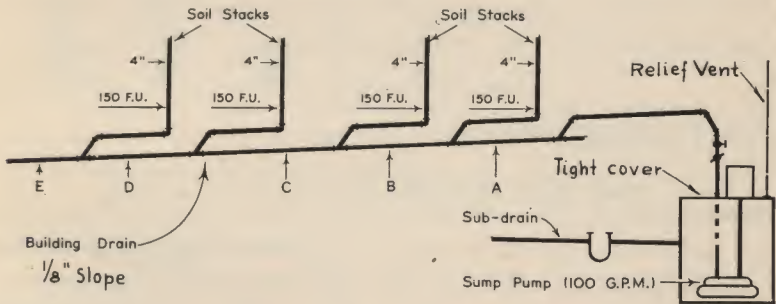 Soil Stacks Soil Stacks
4" 4" 4" 4"
Relief Vent
150 F.U. 150 F.U. 150 F.U. 150 F.U.
E D C B A
Tight cover
Sub-drain
Building Drain
1/8" Slope
Sump Pump (100 G.P.M.)